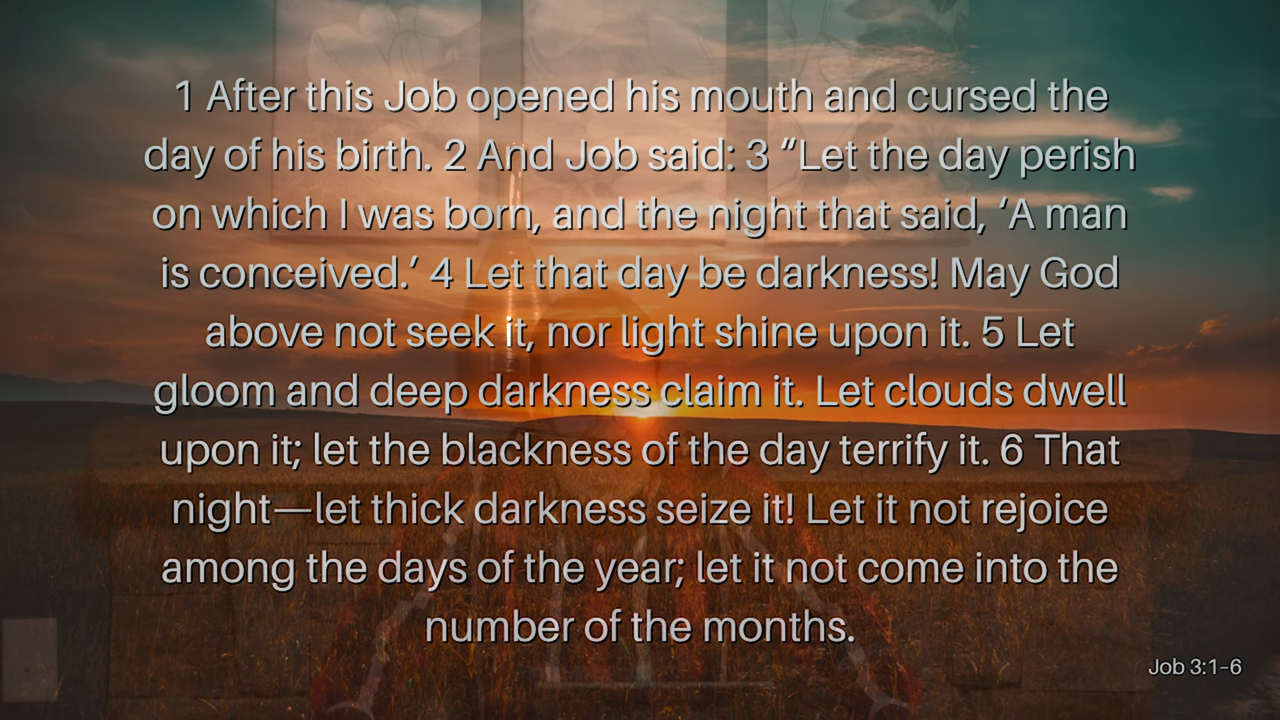 1 After this Job opened his mouth and cursed the
day of his birth. 2 And Job said: 3 “Let the day perish
on which I was born, and the night that said, ‘A man
is conceived.’ 4 Let that day be darkness! May God
above not seek it, nor light shine upon it. 5 Let
gloom and deep darkness claim it. Let clouds dwell
upon it; let the blackness of the day terrify it. 6 That
night—let thick darkness seize it! Let it not rejoice
among the days of the year; let it not come into the
number of the months.
Job 3:1–6